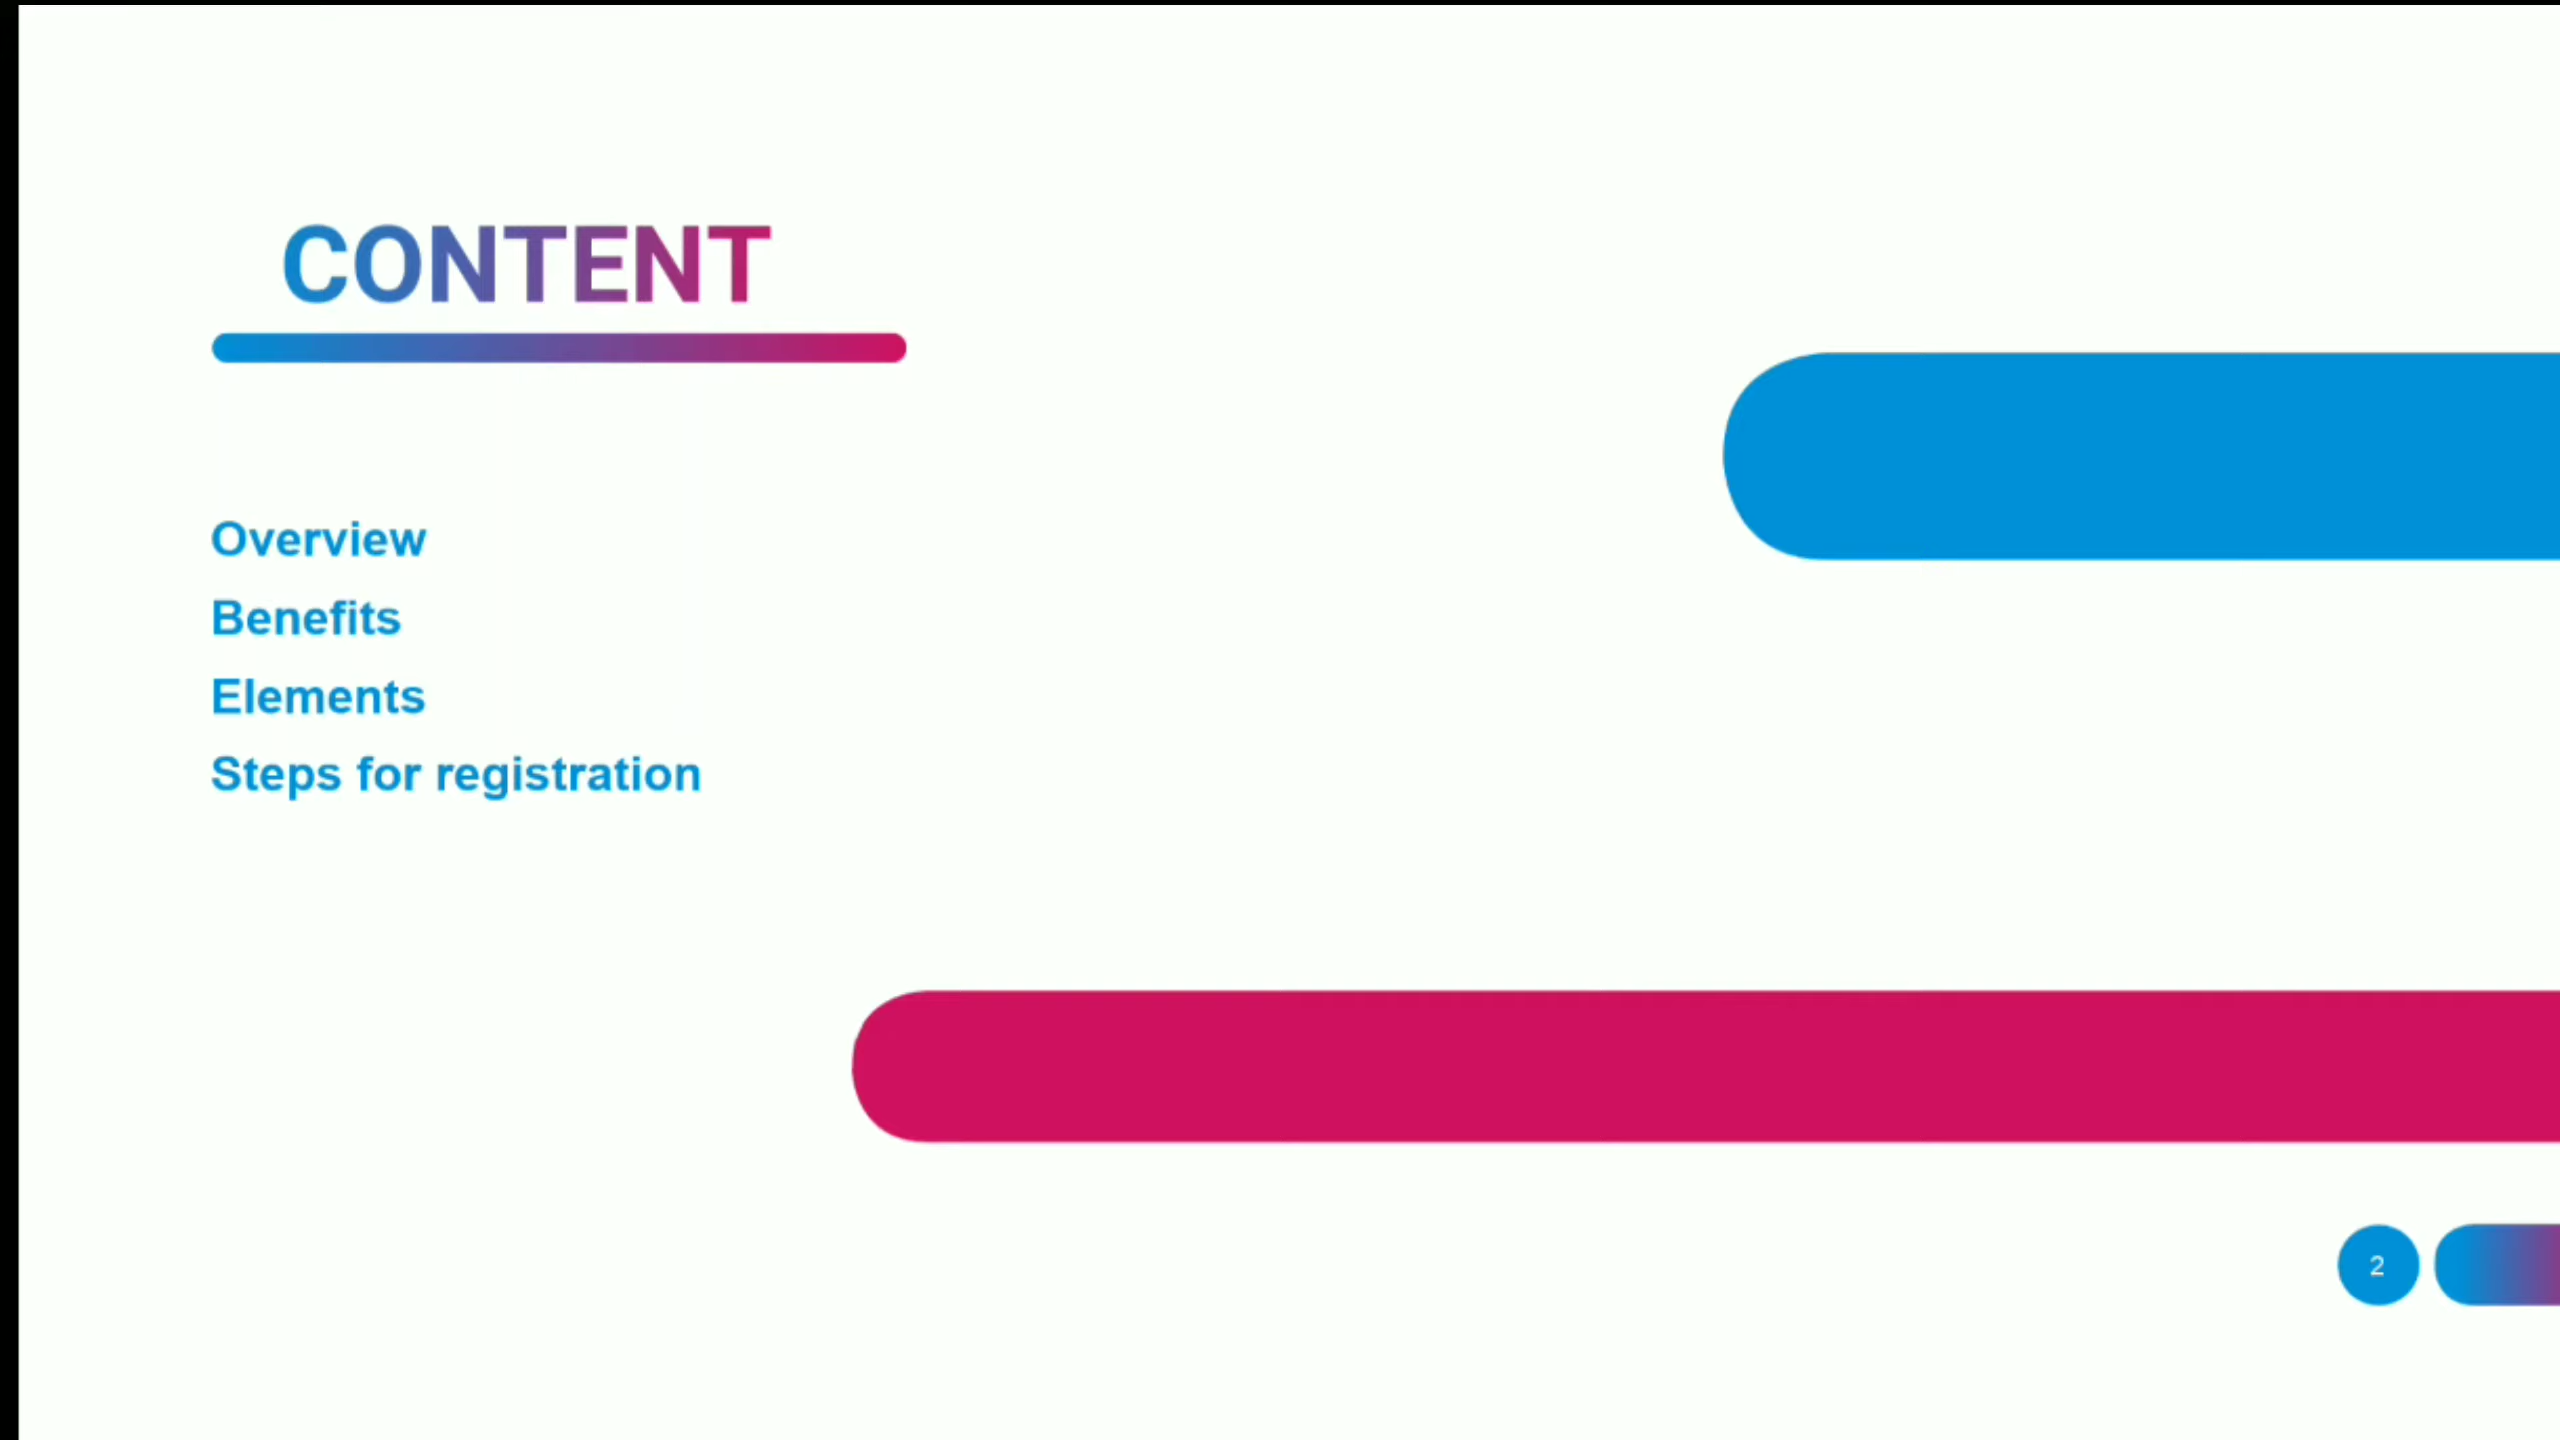 CONTENT
Overview
Benefits
Elements
Steps for registration
2